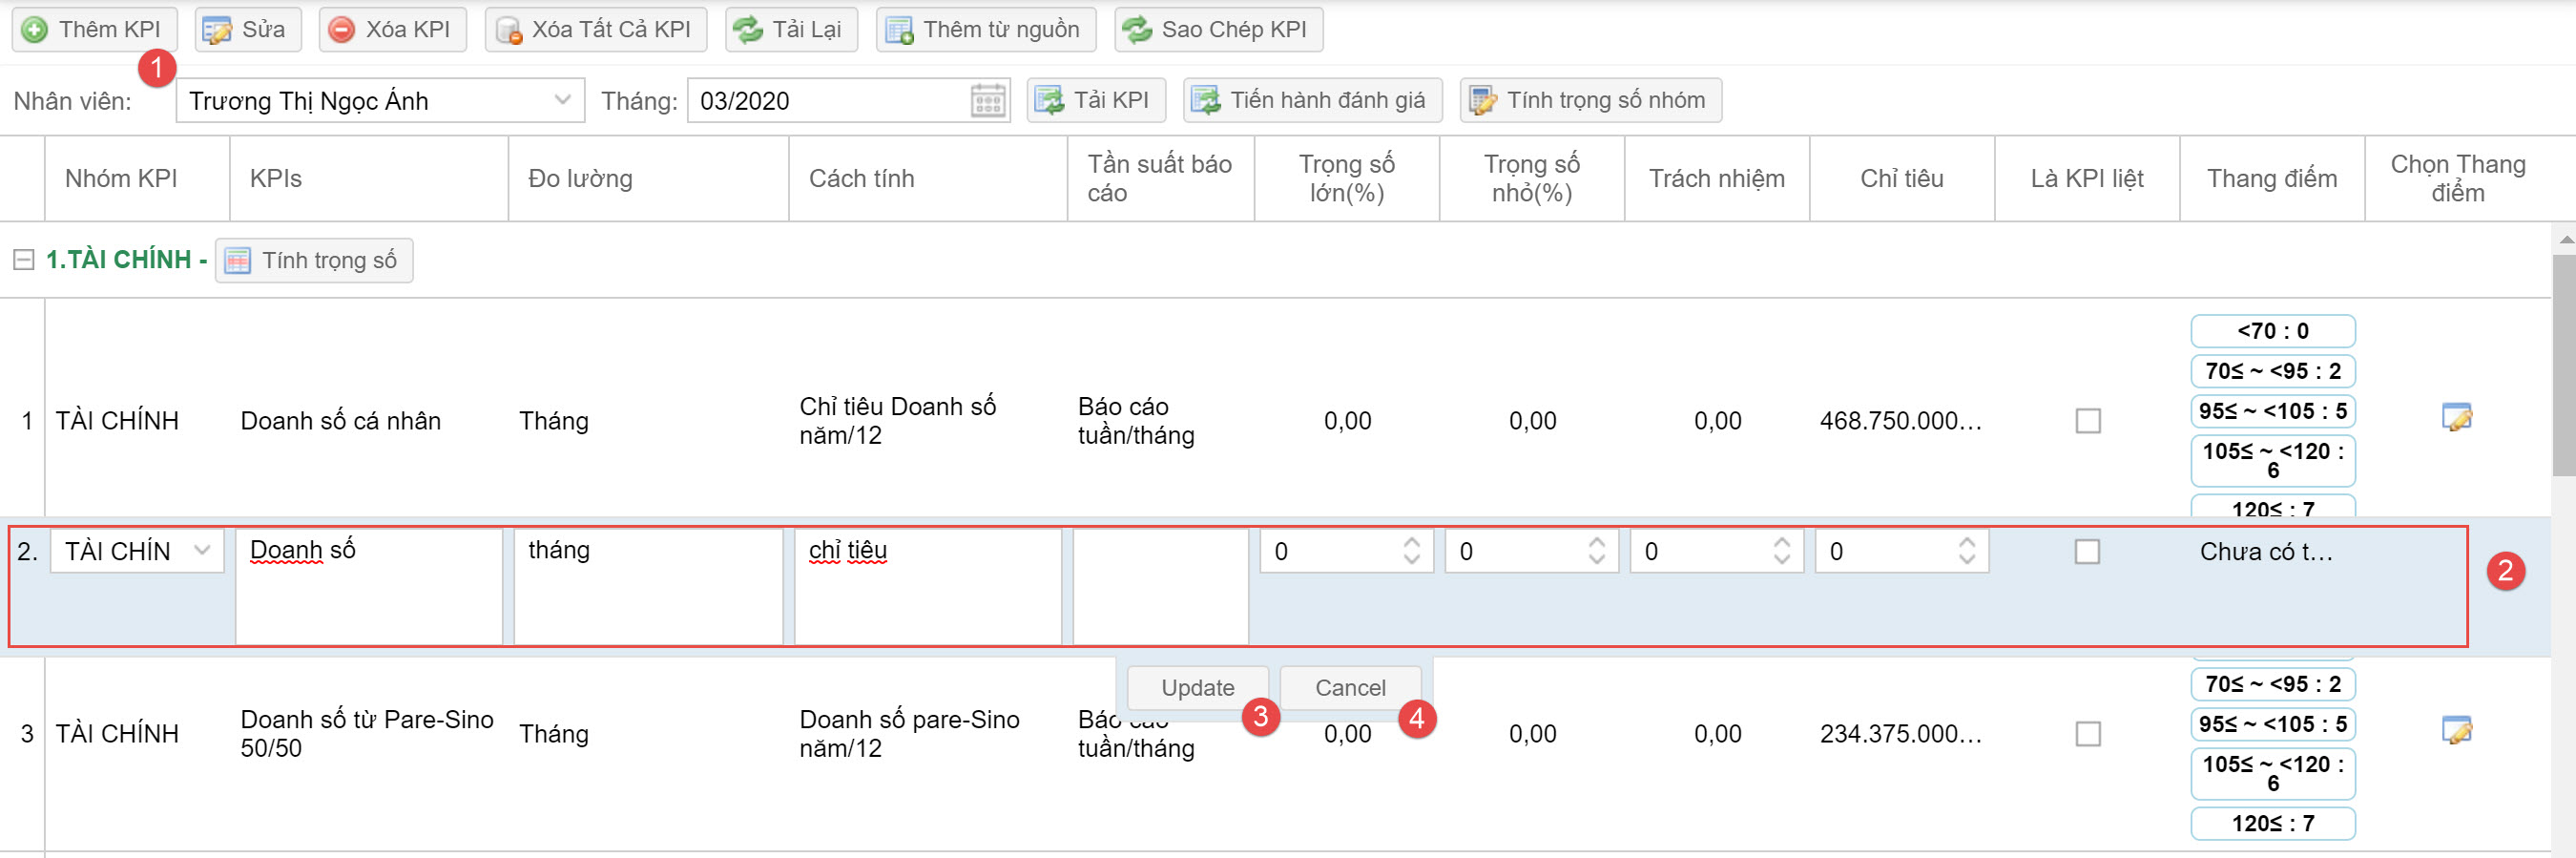 Thêm KPI Sửa Xóa KPI Xóa Tất Cả KPI Tải Lại Thêm từ nguồn Sao Chép KPI
1
Nhân viên: Trương Thị Ngọc Ánh Tháng: 03/2020 Tải KPI Tiến hành đánh giá Tính trọng số nhóm
Nhóm KPI
KPIs
Đo lường
Cách tính
Tần suất báo
cáo
Trọng số
lớn(%)
Trọng số
nhỏ(%)
Trách nhiệm
Chỉ tiêu
Là KPI liệt
Thang điểm
Chọn Thang
điểm
1.TÀI CHÍNH - Tính trọng số
1
TÀI CHÍNH
Doanh số cá nhân
Tháng
Chỉ tiêu Doanh số
năm/12
Báo cáo
tuần/tháng
0,00
0,00
0,00
468.750.000...
<70 : 0
70≤ ~ <95 : 2
95≤ ~ <105 : 5
105≤ ~ <120 :
6
120≤ : 7
2.
TÀI CHÍN
Doanh số
tháng
chỉ tiêu
0
0
0
0
Chưa có t...
2
Update
Cancel
3
4
3
TÀI CHÍNH
Doanh số từ Pare-Sino
50/50
Tháng
Doanh số pare-Sino
năm/12
Báo cáo
tuần/tháng
0,00
0,00
0,00
234.375.000...
70≤ ~ <95 : 2
95≤ ~ <105 : 5
105≤ ~ <120 :
6
120≤ : 7